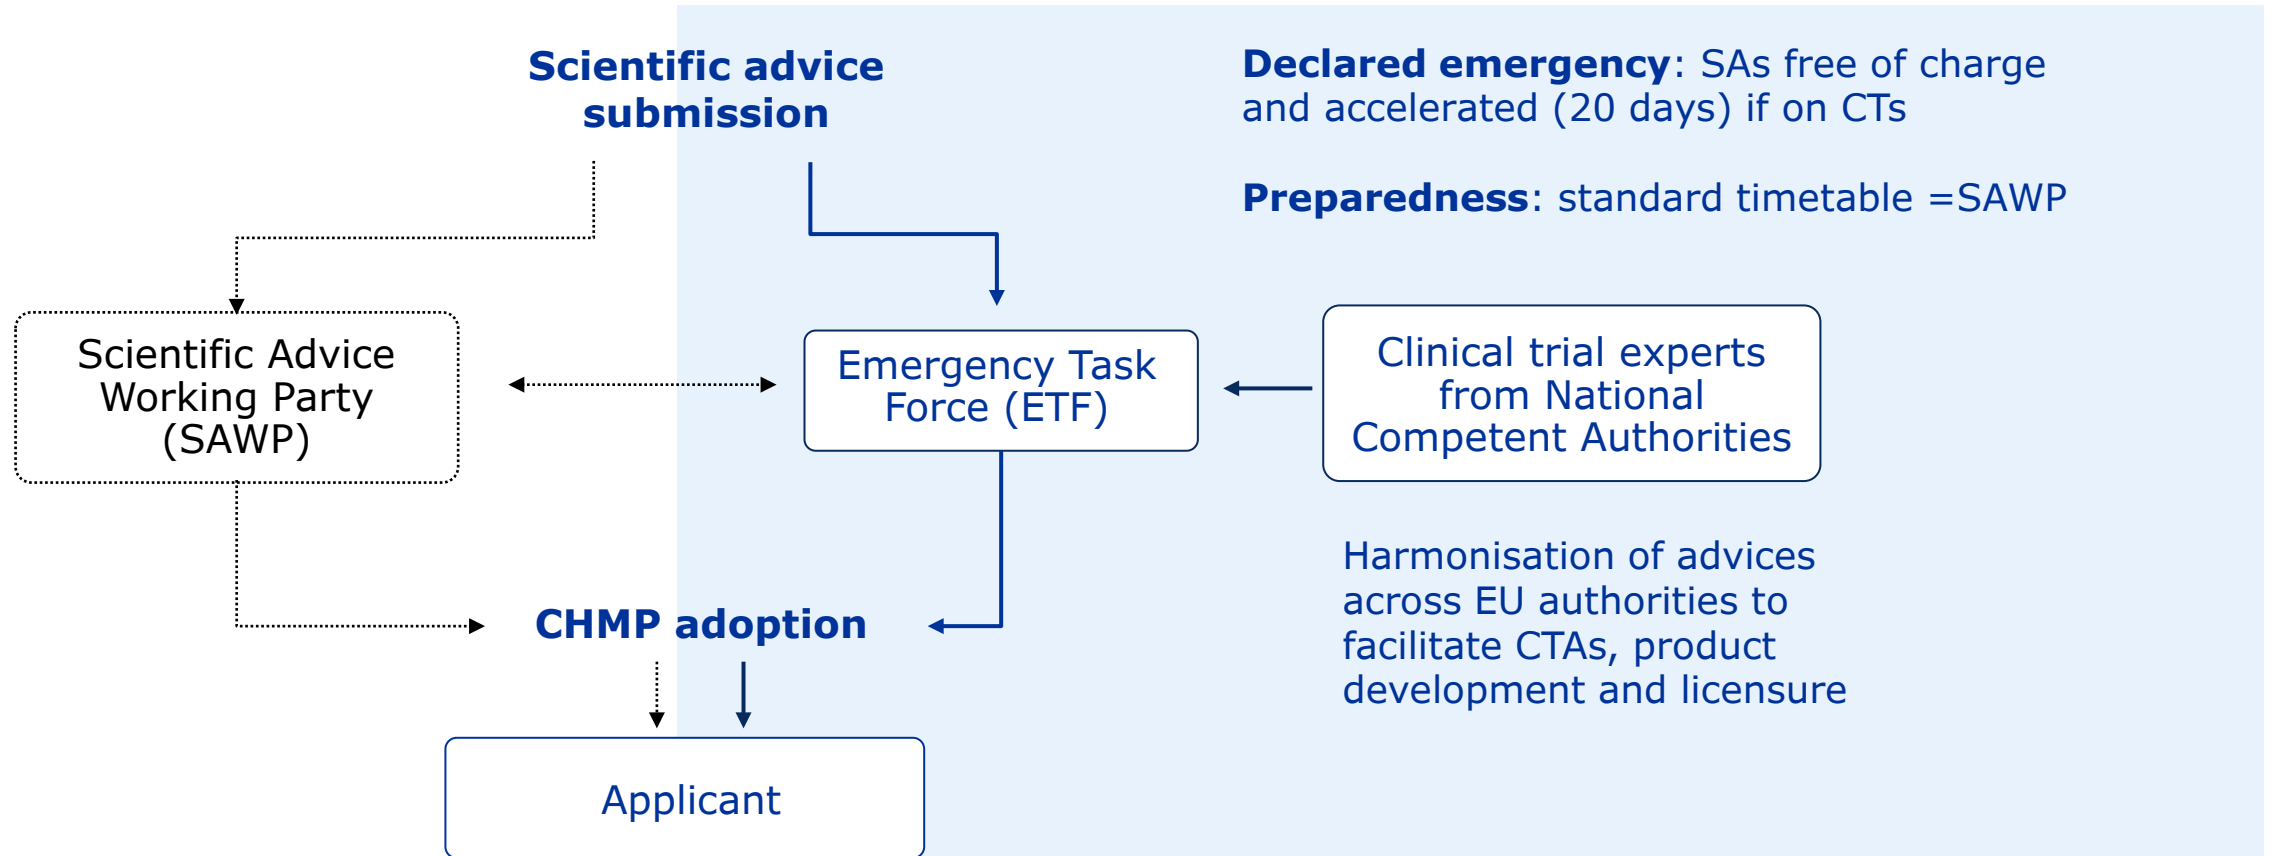 Scientific advice
submission
Declared emergency: SAs free of charge
and accelerated (20 days) if on CTs
Preparedness: standard timetable =SAWP
Scientific Advice
Working Party
(SAWP)
Emergency Task
Force (ETF)
Clinical trial experts
from National
Competent Authorities
Harmonisation of advices
across EU authorities to
facilitate CTAs, product
development and licensure
CHMP adoption
Applicant